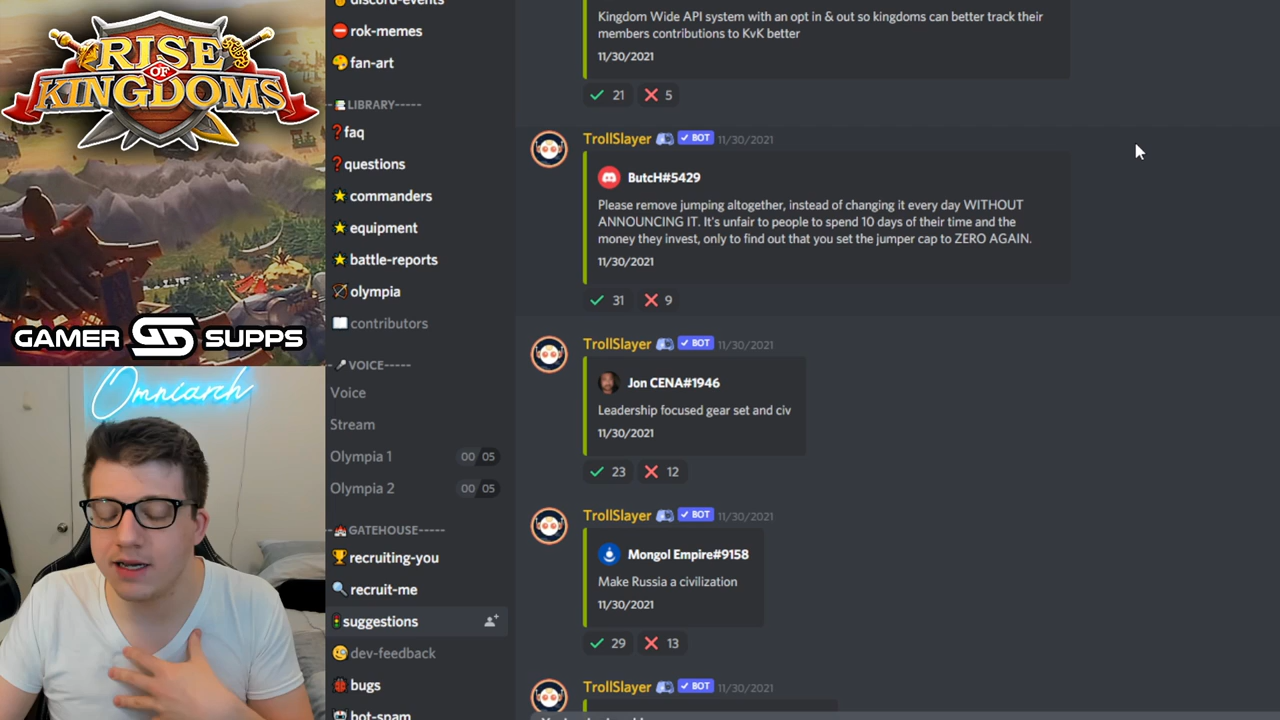 RISE
OF
KINGDOMS
GAMER GS SUPPS
Omniarch
discord-events
rok-memes
fan-art
-----LIBRARY-----
faq
questions
commanders
equipment
battle-reports
olympia
contributors
-----VOICE-----
Voice
Stream
Olympia 1 00 05
Olympia 2 00 05
-----GATEHOUSE-----
recruiting-you
recruit-me
suggestions
dev-feedback
bugs
bot-spam
Kingdom Wide API system with an opt in & out so kingdoms can better track their
members contributions to KvK better
11/30/2021
21 5
TrollSlayer BOT 11/30/2021
ButcH#5429
Please remove jumping altogether, instead of changing it every day WITHOUT
ANNOUNCING IT. It's unfair to people to spend 10 days of their time and the
money they invest, only to find out that you set the jumper cap to ZERO AGAIN.
11/30/2021
31 9
TrollSlayer BOT 11/30/2021
Jon CENA#1946
Leadership focused gear set and civ
11/30/2021
23 12
TrollSlayer BOT 11/30/2021
Mongol Empire#9158
Make Russia a civilization
11/30/2021
29 13
TrollSlayer BOT 11/30/2021